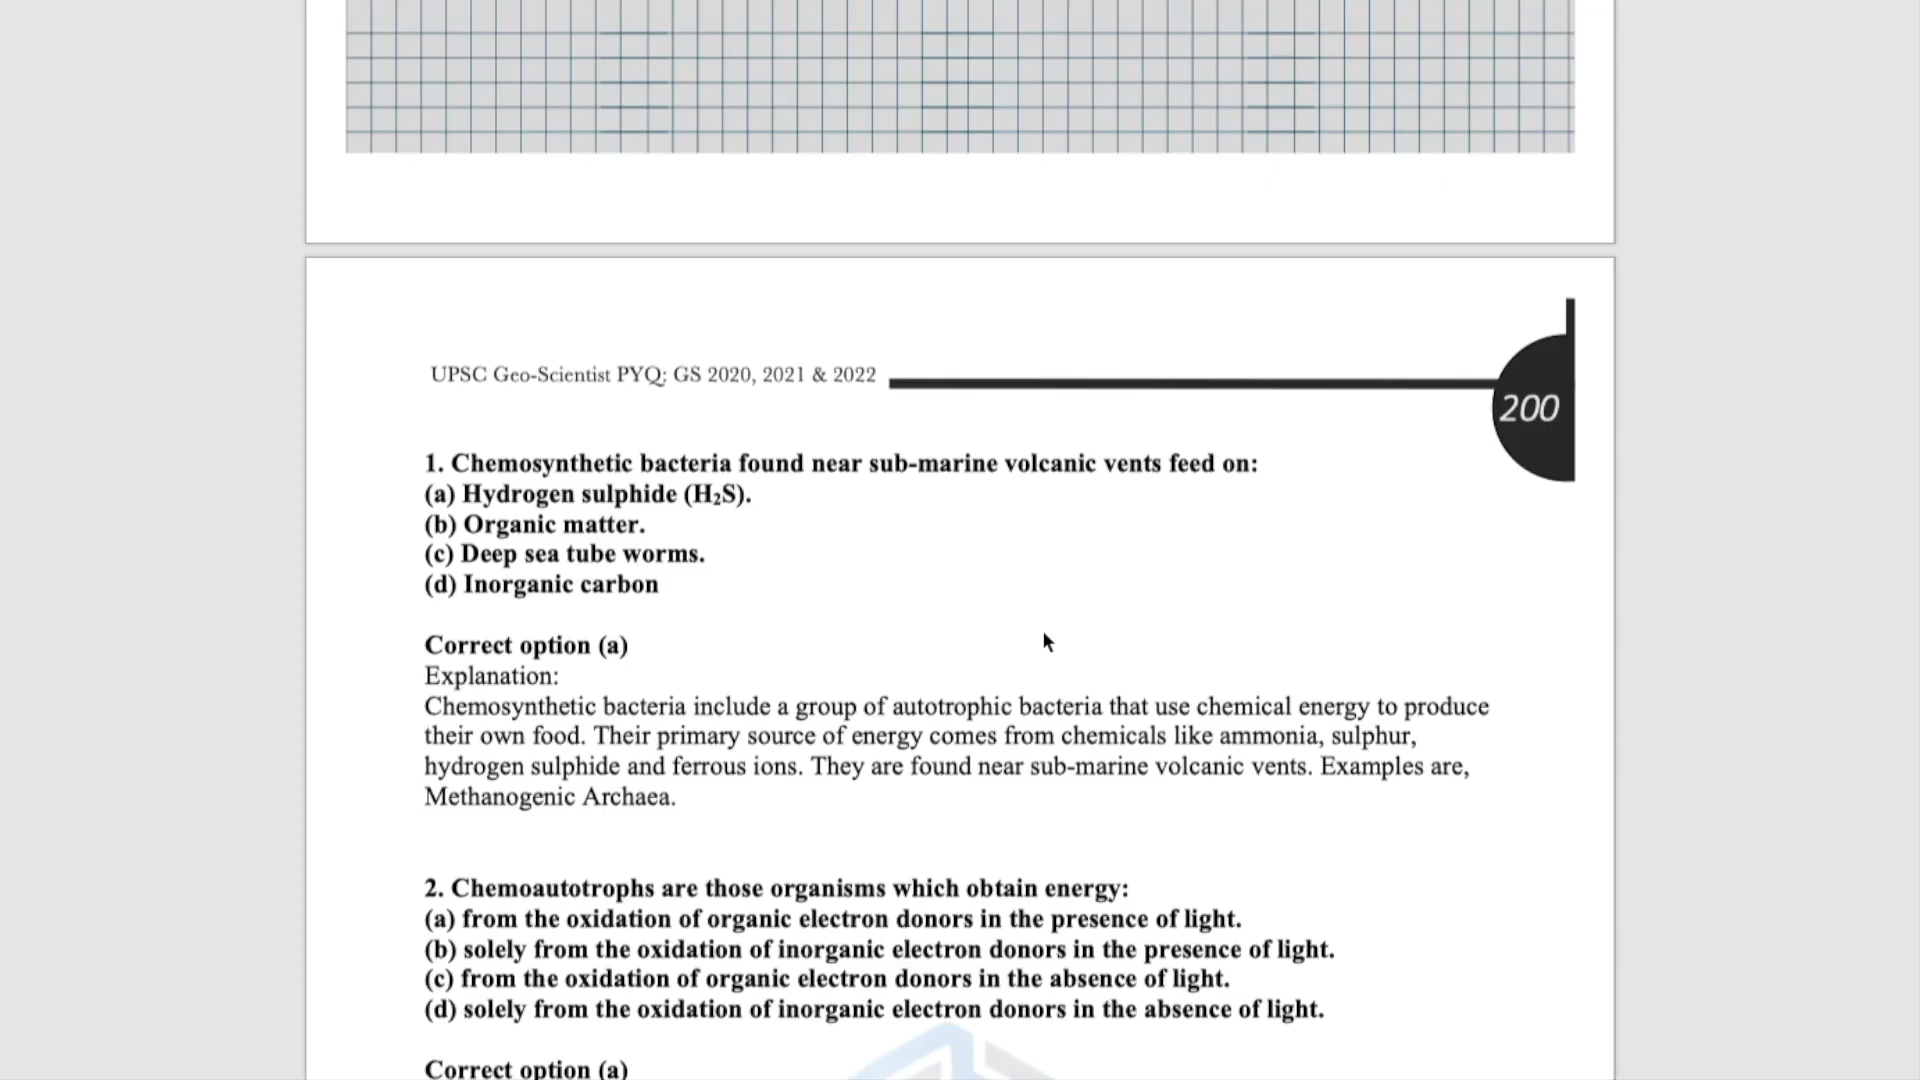 UPSC Geo-Scientist PYQ: GS 2020, 2021 & 2022
200
1. Chemosynthetic bacteria found near sub-marine volcanic vents feed on:
(a) Hydrogen sulphide (H₂S).
(b) Organic matter.
(c) Deep sea tube worms.
(d) Inorganic carbon
Correct option (a)
Explanation:
Chemosynthetic bacteria include a group of autotrophic bacteria that use chemical energy to produce
their own food. Their primary source of energy comes from chemicals like ammonia, sulphur,
hydrogen sulphide and ferrous ions. They are found near sub-marine volcanic vents. Examples are,
Methanogenic Archaea.
2. Chemoautotrophs are those organisms which obtain energy:
(a) from the oxidation of organic electron donors in the presence of light.
(b) solely from the oxidation of inorganic electron donors in the presence of light.
(c) from the oxidation of organic electron donors in the absence of light.
(d) solely from the oxidation of inorganic electron donors in the absence of light.
Correct option (a)